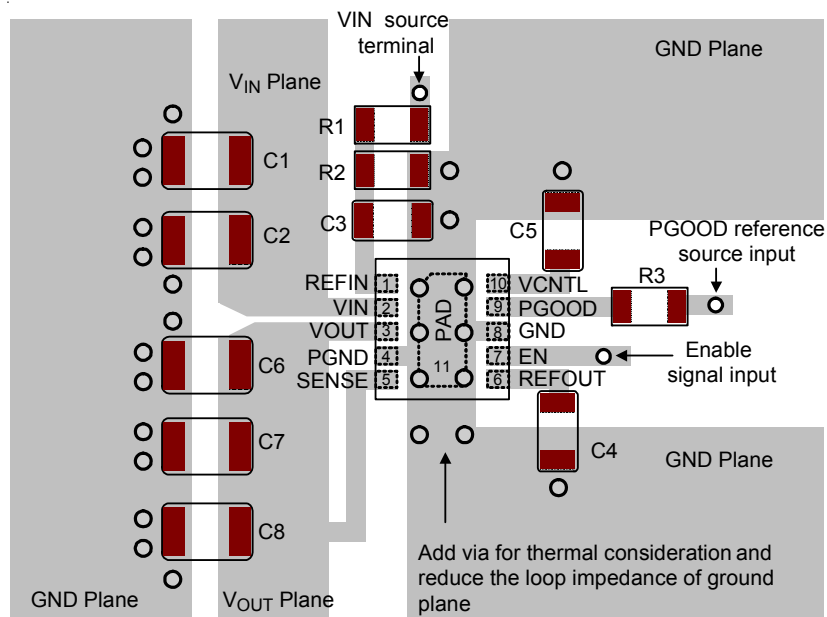 VIN source
terminal
GND Plane
VIN Plane
R1
C1
R2
C3
C2
C5
PGOOD reference
source input
R3
REFIN 1
10 VCNTL
VIN 2
9 PGOOD
VOUT 3
PAD
8 GND
PGND 4
11
7 EN
Enable
signal input
SENSE 5
6 REFOUT
C6
C7
C4
GND Plane
C8
Add via for thermal consideration and
reduce the loop impedance of ground
plane
GND Plane
VOUT Plane